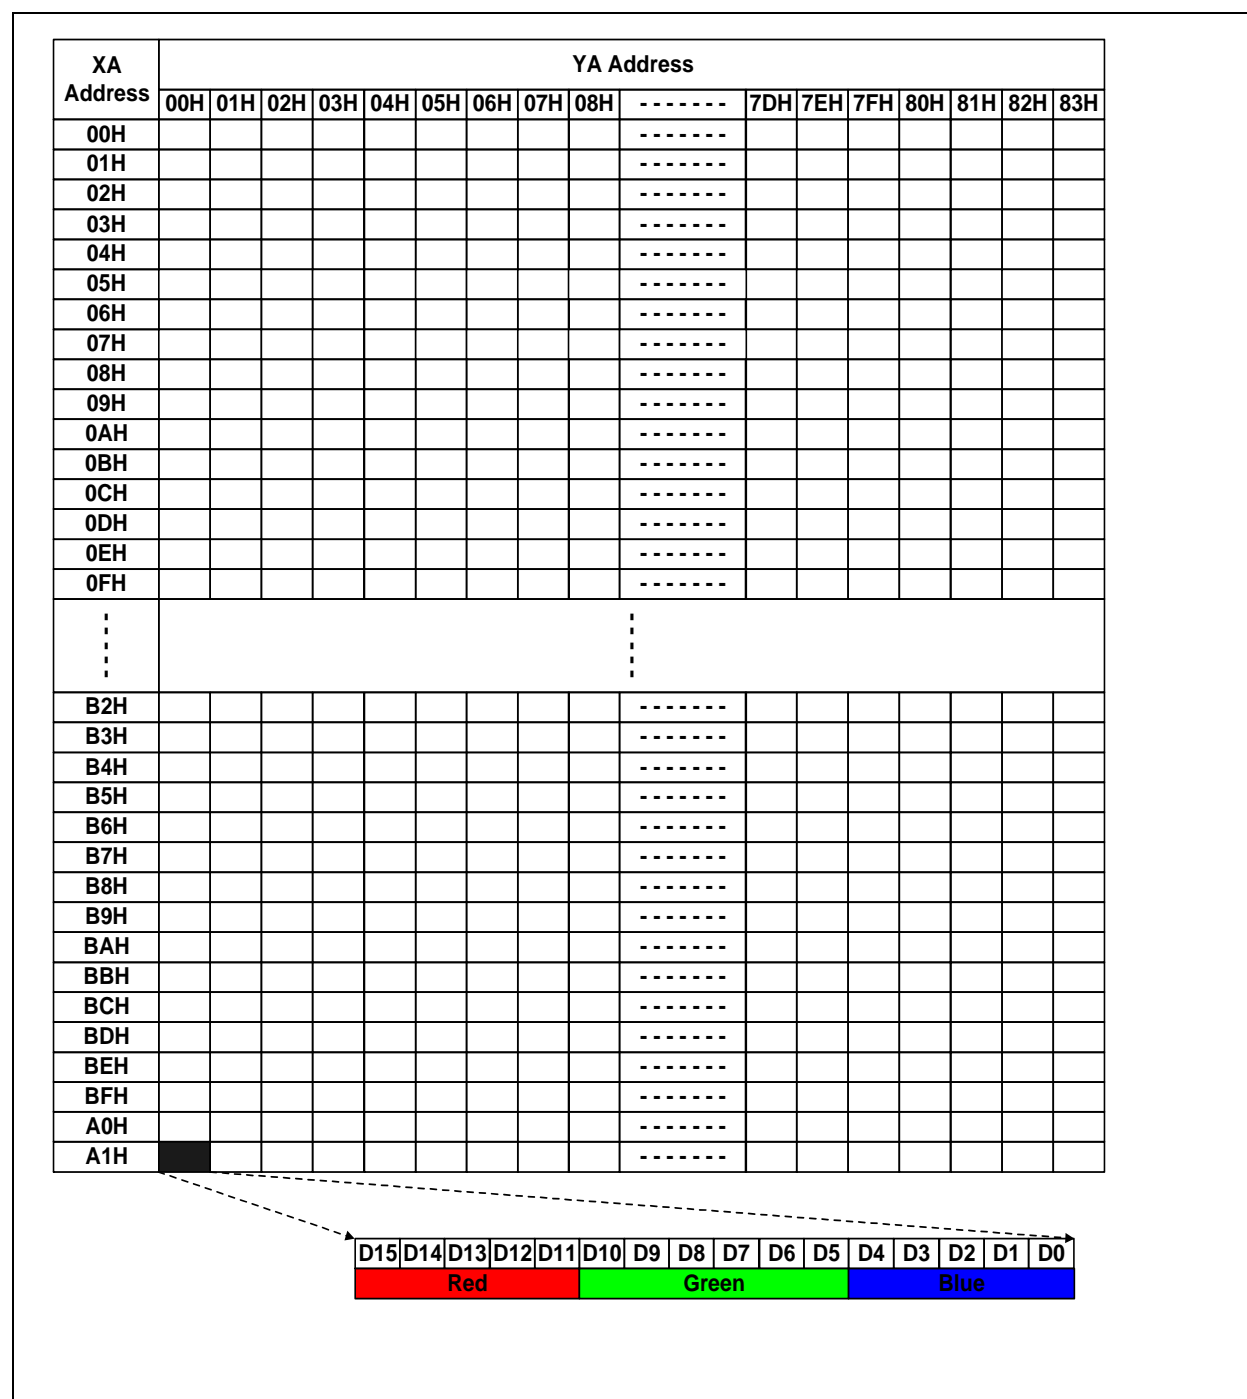 XA Address
YA Address
00H 01H 02H 03H 04H 05H 06H 07H 08H - - - - - - - 7DH 7EH 7FH 80H 81H 82H 83H
00H - - - - - - -
01H - - - - - - -
02H - - - - - - -
03H - - - - - - -
04H - - - - - - -
05H - - - - - - -
06H - - - - - - -
07H - - - - - - -
08H - - - - - - -
09H - - - - - - -
0AH - - - - - - -
0BH - - - - - - -
0CH - - - - - - -
0DH - - - - - - -
0EH - - - - - - -
0FH - - - - - - -
B2H - - - - - - -
B3H - - - - - - -
B4H - - - - - - -
B5H - - - - - - -
B6H - - - - - - -
B7H - - - - - - -
B8H - - - - - - -
B9H - - - - - - -
BAH - - - - - - -
BBH - - - - - - -
BCH - - - - - - -
BDH - - - - - - -
BEH - - - - - - -
BFH - - - - - - -
A0H - - - - - - -
A1H - - - - - - -
D15 D14 D13 D12 D11 D10 D9 D8 D7 D6 D5 D4 D3 D2 D1 D0
Red Green Blue